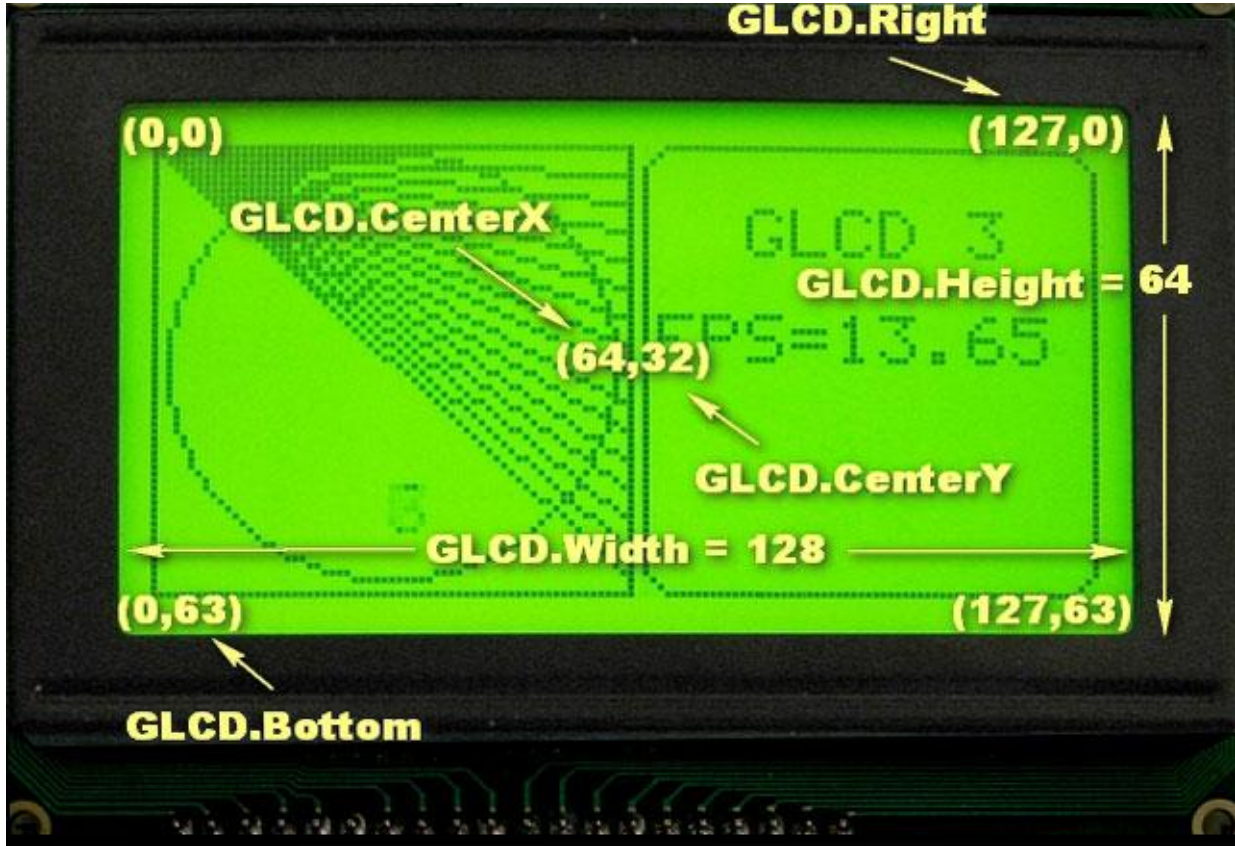 GLCD.Right
(0,0)
(127,0)
GLCD.CenterX
GLCD 3
GLCD.Height = 64
FPS=13.65
(64,32)
GLCD.CenterY
GLCD.Width = 128
(0,63)
(127,63)
GLCD.Bottom